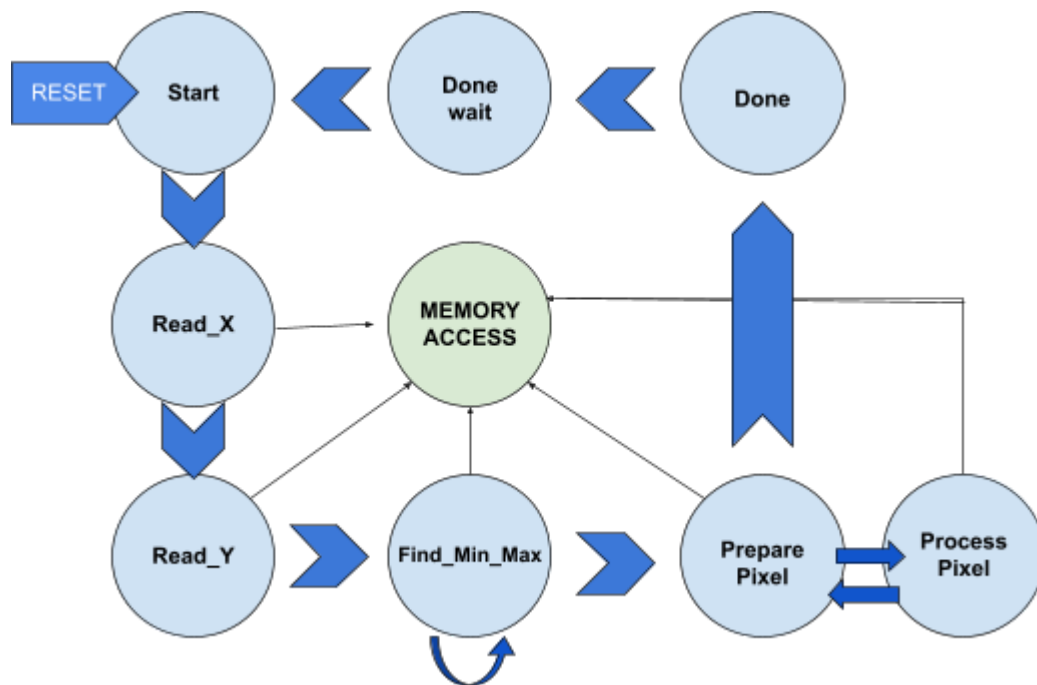 RESET
Start
Done
wait
Done
Read_X
MEMORY
ACCESS
Read_Y
Find_Min_Max
Prepare
Pixel
Process
Pixel